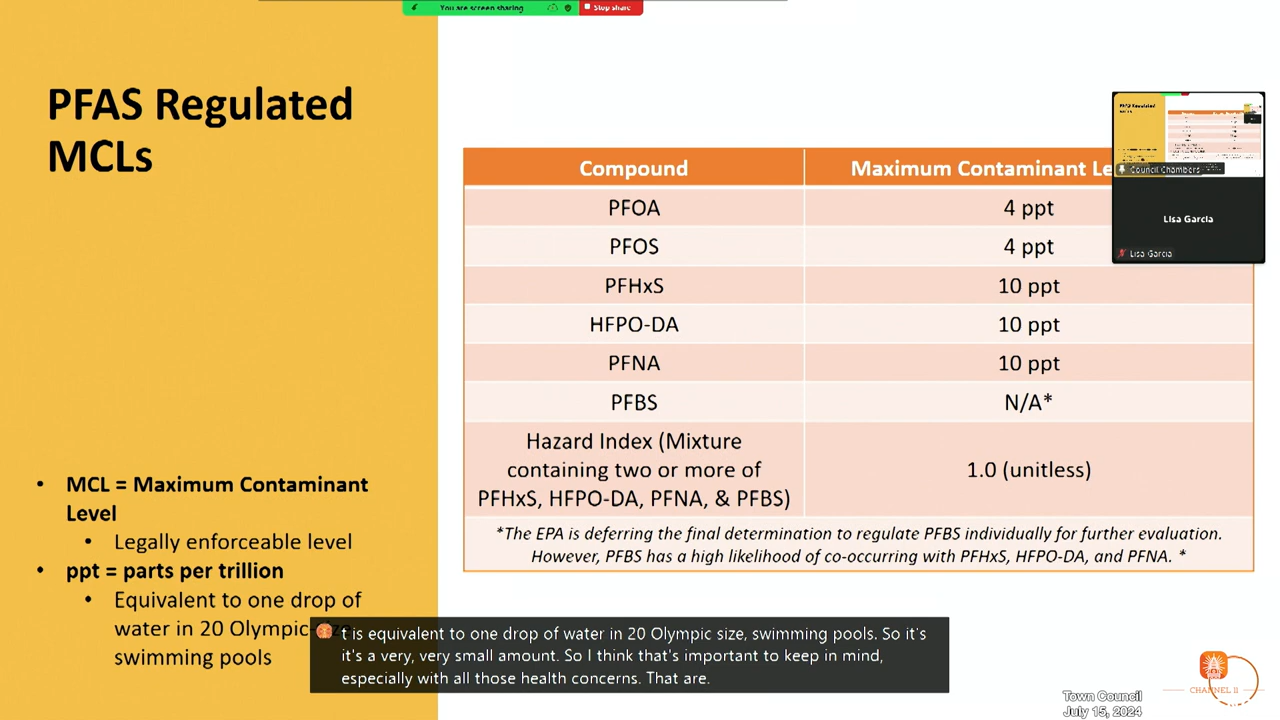 You are screen sharing
Stop share
PFAS Regulated
MCLs
• MCL = Maximum Contaminant
Level
• Legally enforceable level
• ppt = parts per trillion
• Equivalent to one drop of
water in 20 Olympic-size
swimming pools
Compound
Maximum Contaminant Le
PFOA
4 ppt
PFOS
4 ppt
PFHxS
10 ppt
HFPO-DA
10 ppt
PFNA
10 ppt
PFBS
N/A*
Hazard Index (Mixture
containing two or more of
PFHxS, HFPO-DA, PFNA, & PFBS)
1.0 (unitless)
*The EPA is deferring the final determination to regulate PFBS individually for further evaluation.
However, PFBS has a high likelihood of co-occurring with PFHxS, HFPO-DA, and PFNA. *
PFAS Regulated
MCLs
Council Chambers
Lisa Garcia
Lisa Garcia
t is equivalent to one drop of water in 20 Olympic size, swimming pools. So it's
it's a very, very small amount. So I think that's important to keep in mind,
especially with all those health concerns. That are.
Town Council
July 15, 2024
CHANNEL II